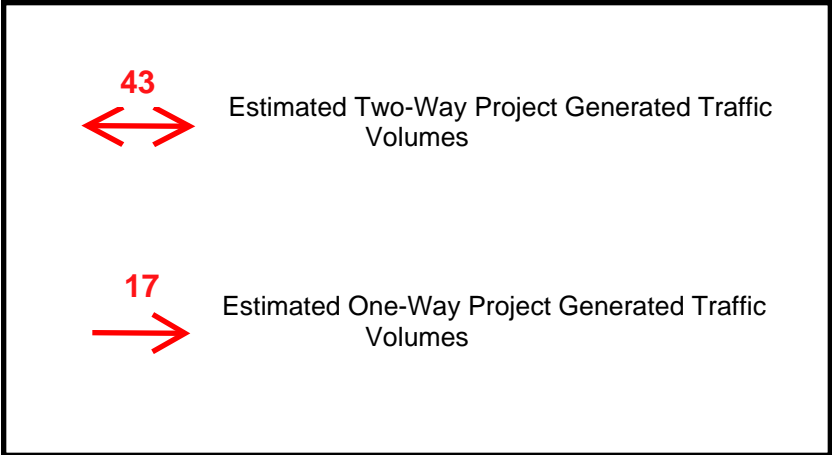 43
Estimated Two-Way Project Generated Traffic
Volumes
17
Estimated One-Way Project Generated Traffic
Volumes